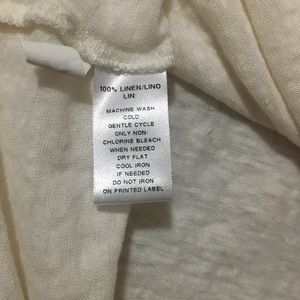 100% LINEN/LINO
LIN:
MACHINE WASH
COLD
GENTLE CYCLE
ONLY NON-
CHLORINE BLEACH
WHEN NEEDED
DRY FLAT
COOL IRON
IF NEEDED
DO NOT IRON
ON PRINTED LABEL